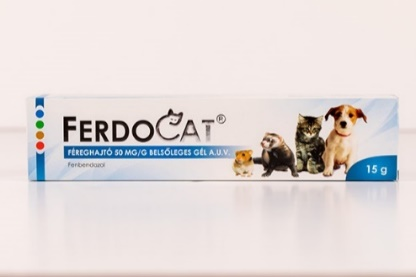 FERDOCAT®
FÉREGHAJTÓ 50 MG/G BELSŐLEGES GÉL A.U.V.
Fenbendazol
15 g